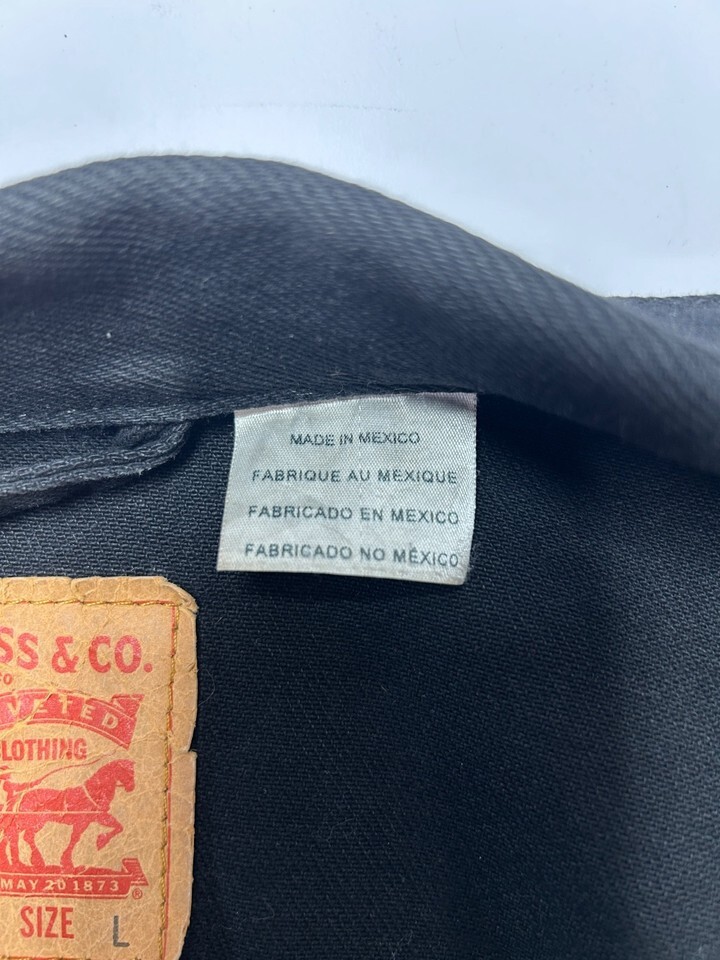 MADE IN MEXICO
FABRIQUE AU MEXIQUE
FABRICADO EN MEXICO
FABRICADO NO MÉXICO
SS & CO.
CLOTHING
MAY 20 1873 ®
SIZE L